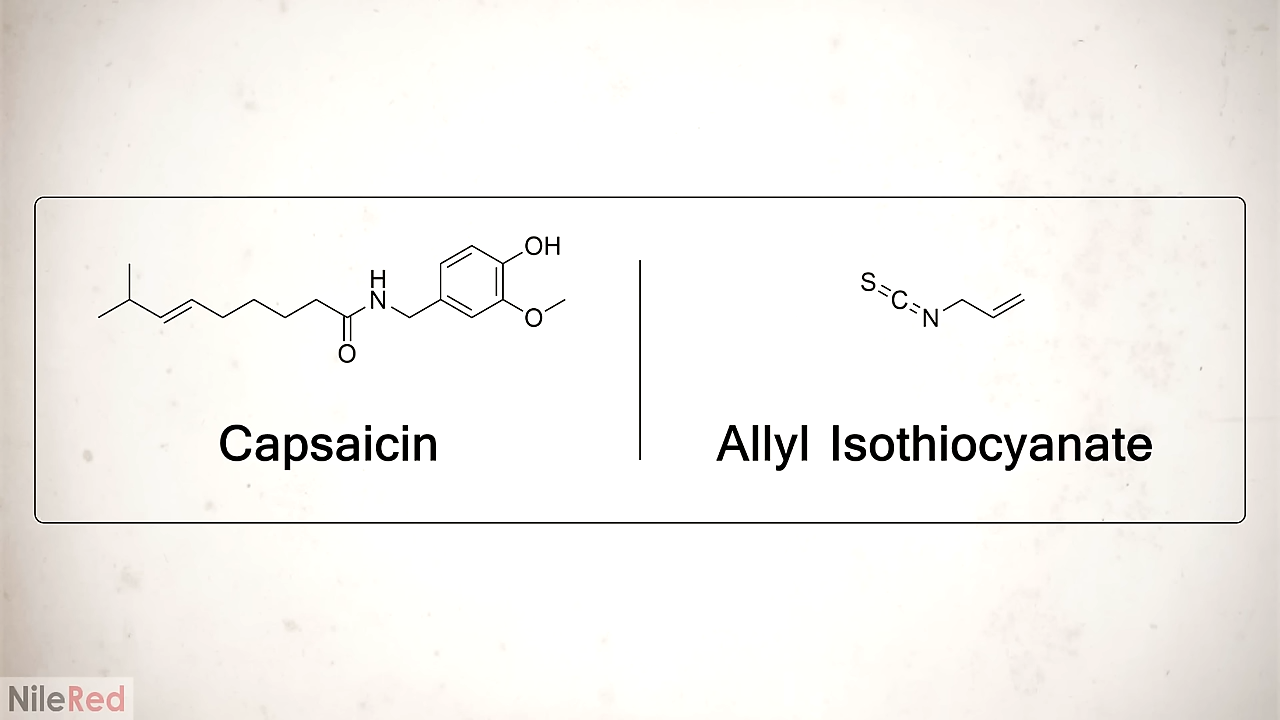 OH
H
N
O
O
S
C
N
Capsaicin
Allyl Isothiocyanate
NileRed